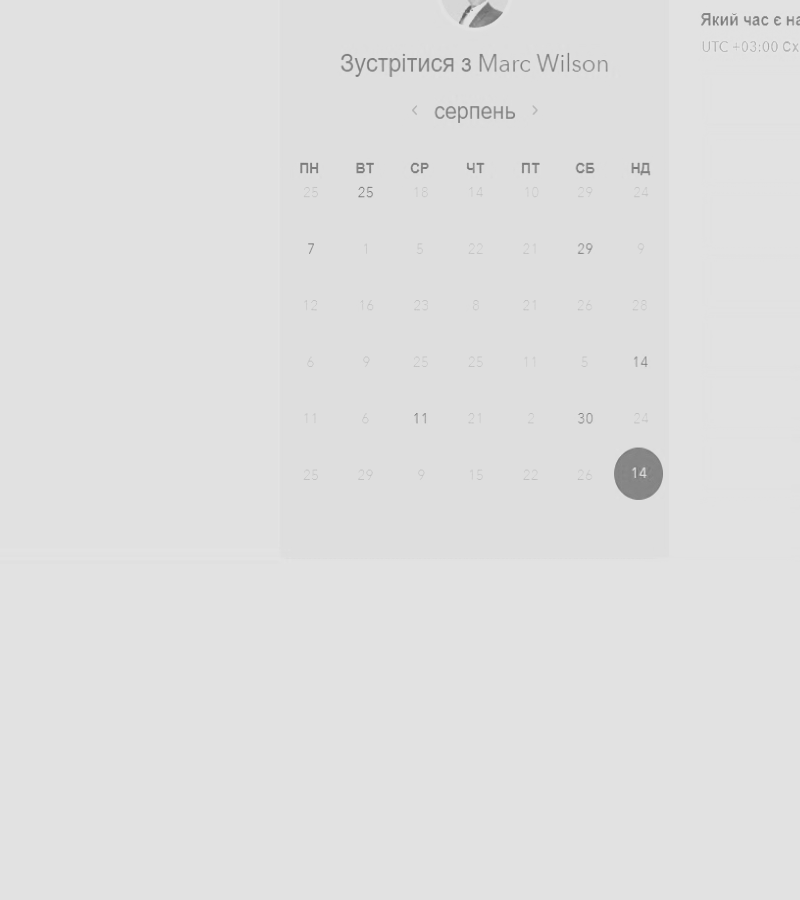 Який час є на
UTC +03:00 Сх
Зустрітися з Marc Wilson
‹ серпень ›
ПН ВТ СР ЧТ ПТ СБ НД
25 25 18 14 10 29 24
7 1 5 22 21 29 9
12 16 23 8 21 26 28
6 9 25 25 11 5 14
11 6 11 21 2 30 24
25 29 9 15 22 26 14